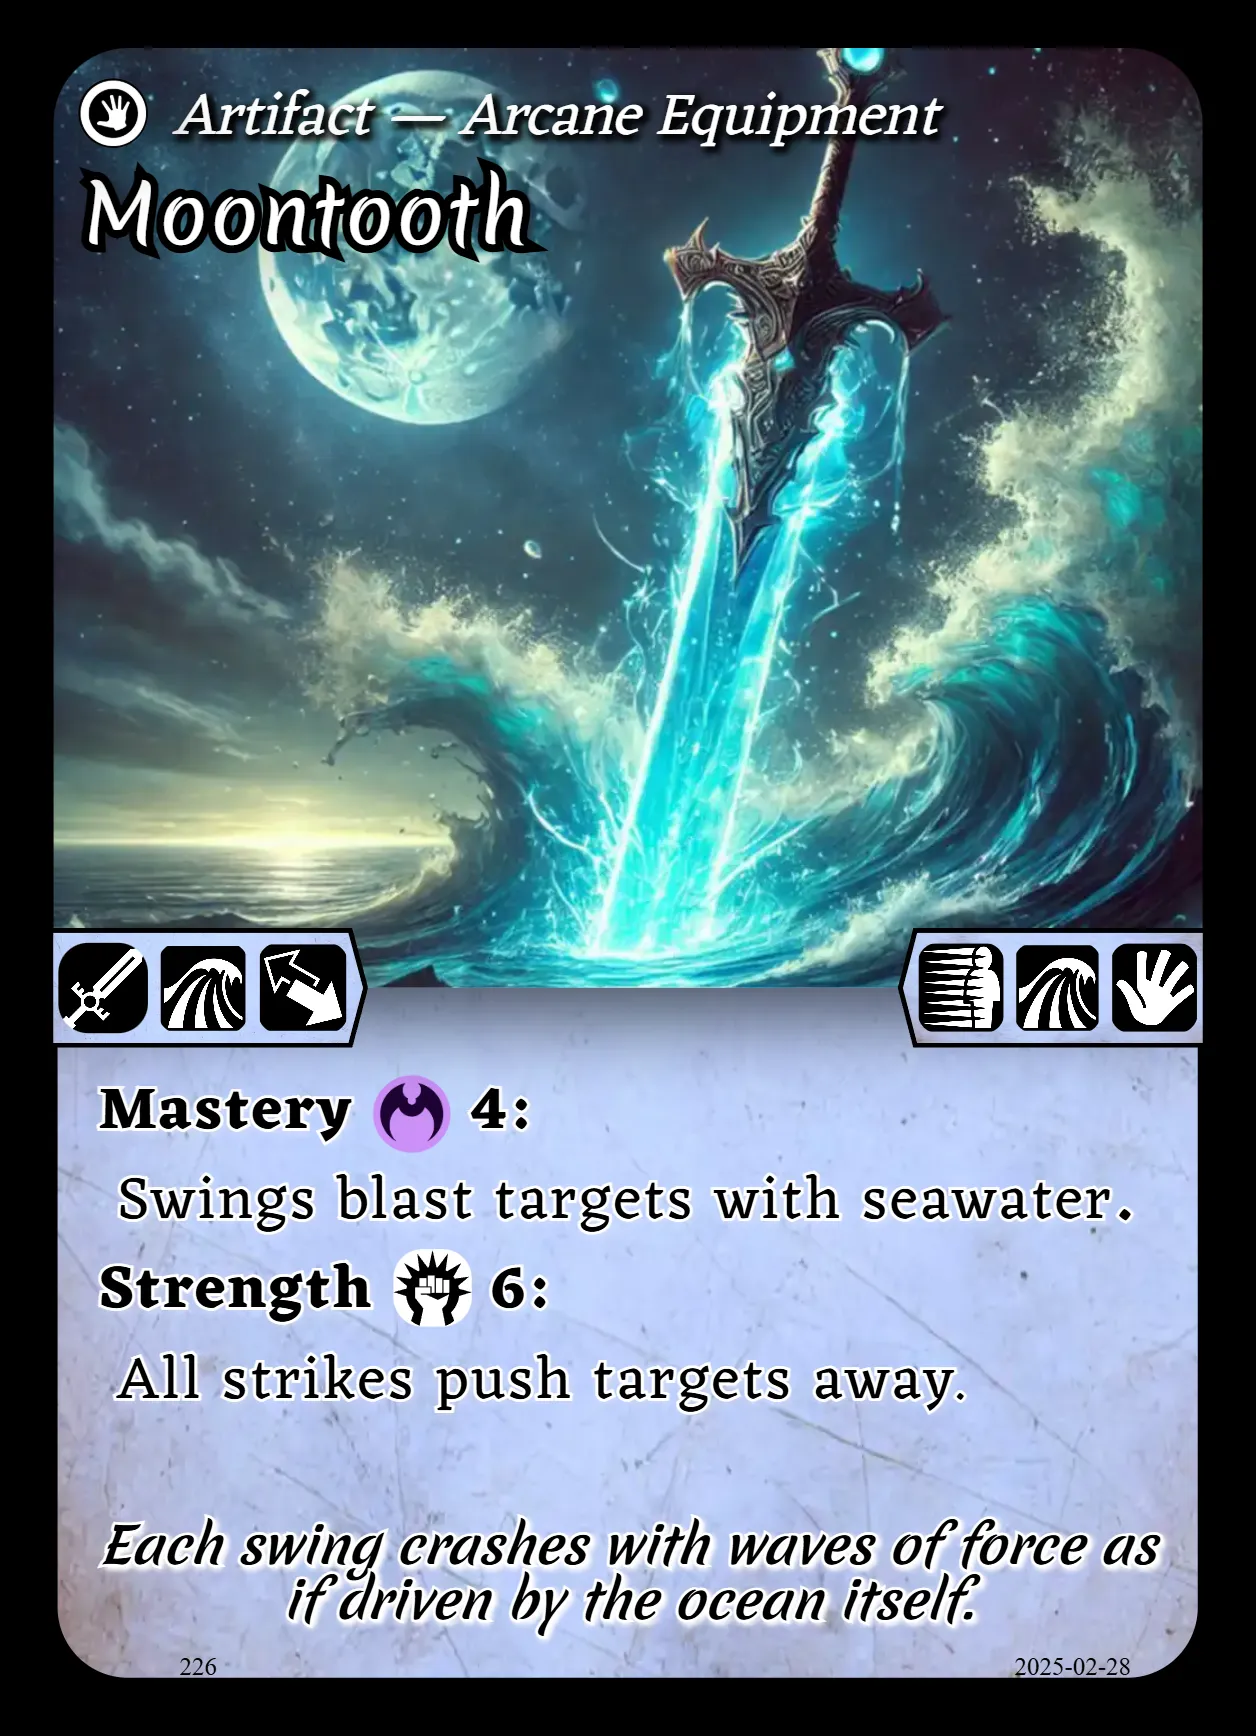 Artifact — Arcane Equipment
Moontooth
Mastery 4:
Swings blast targets with seawater.
Strength 6:
All strikes push targets away.
Each swing crashes with waves of force as
if driven by the ocean itself.
226
2025-02-28